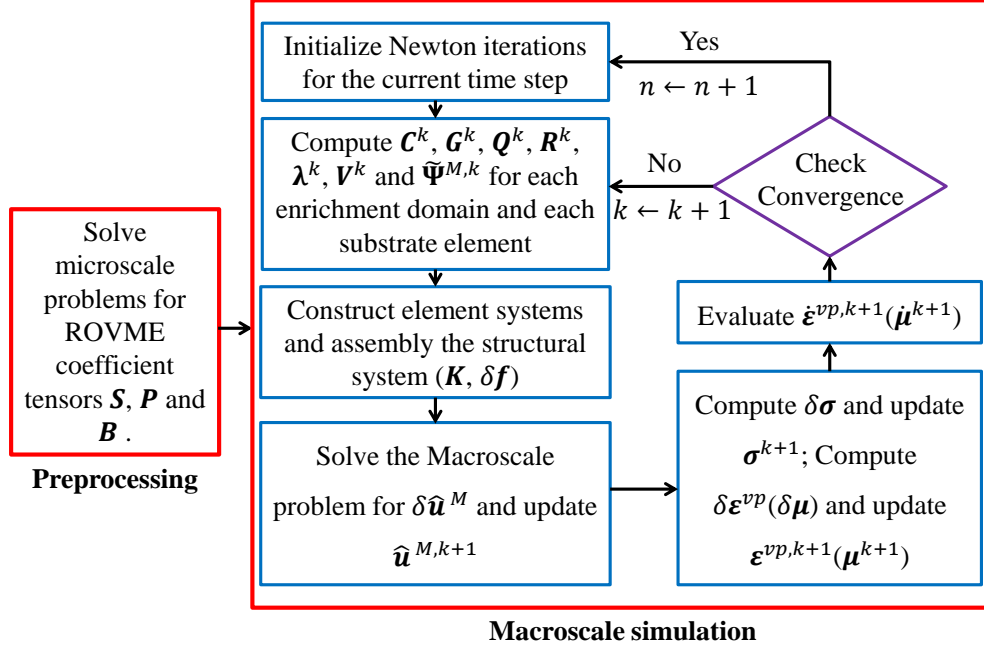 Solve
microscale
problems for
ROVME
coefficient
tensors 𝑺, 𝑷 and
𝑩 .
Preprocessing
Initialize Newton iterations
for the current time step
Compute 𝑪^𝑘, 𝑮^𝑘, 𝑸^𝑘, 𝑹^𝑘,
𝝀^𝑘, 𝑽^𝑘 and 𝚿̃^{𝑀,𝑘} for each
enrichment domain and each
substrate element
Construct element systems
and assembly the structural
system (𝑲, 𝛿𝒇)
Solve the Macroscale
problem for 𝛿𝒖̂^𝑀 and update
𝒖̂^{𝑀,𝑘+1}
Compute 𝛿𝝈 and update
𝝈^{𝑘+1}; Compute
𝛿𝜺^{𝑣𝑝}(𝛿𝝁) and update
𝜺^{𝑣𝑝,𝑘+1}(𝝁^{𝑘+1})
Evaluate 𝜺̇^{𝑣𝑝,𝑘+1}(𝝁̇^{𝑘+1})
Check
Convergence
Yes
𝑛 ← 𝑛 + 1
No
𝑘 ← 𝑘 + 1
Macroscale simulation